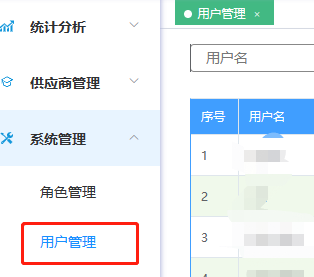 统计分析
供应商管理
系统管理
角色管理
用户管理
用户管理 ×
用户名
序号 用户名
1
2
3
4